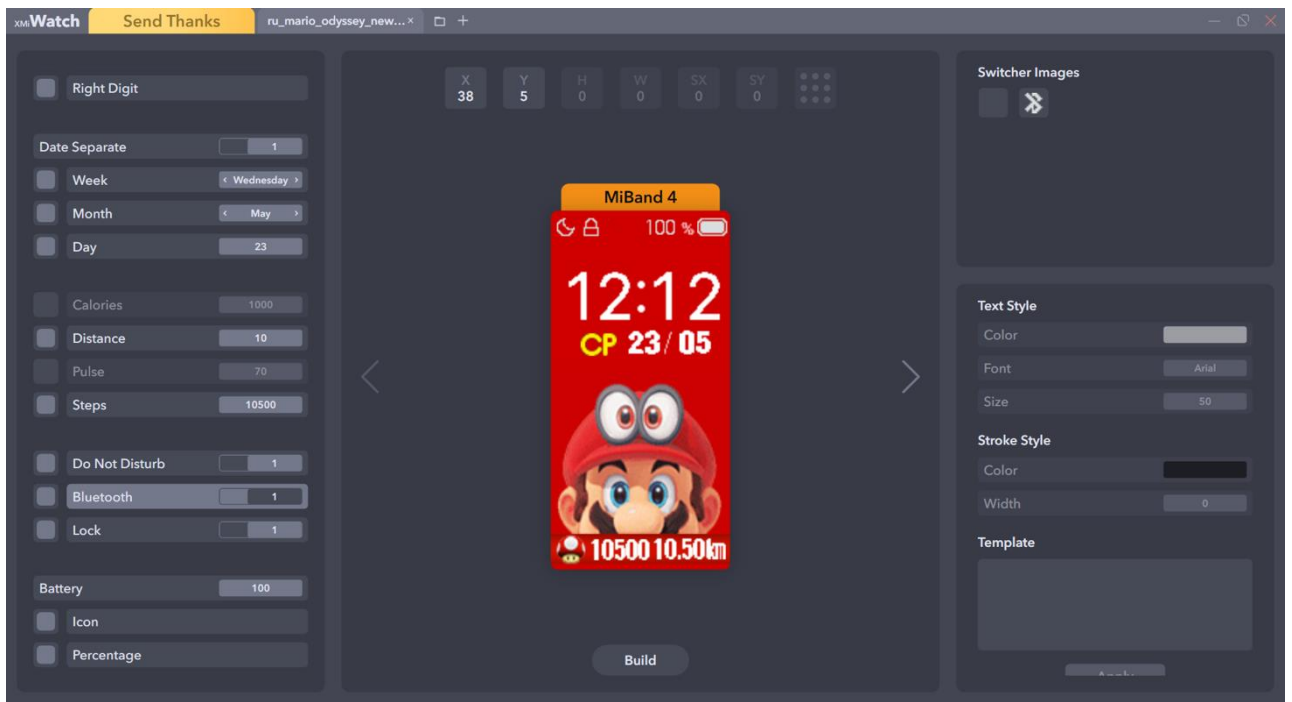 XMiWatch Send Thanks ru_mario_odyssey_new...×
Right Digit
Date Separate 1
Week ‹ Wednesday ›
Month ‹ May ›
Day 23
Calories 1000
Distance 10
Pulse 70
Steps 10500
Do Not Disturb 1
Bluetooth 1
Lock 1
Battery 100
Icon
Percentage
X Y H W SX SY
38 5 0 0 0 0
MiBand 4
100 %
12:12
СР 23/05
10500 10.50km
Build
Switcher Images
Text Style
Color
Font Arial
Size 50
Stroke Style
Color
Width 0
Template
Apply